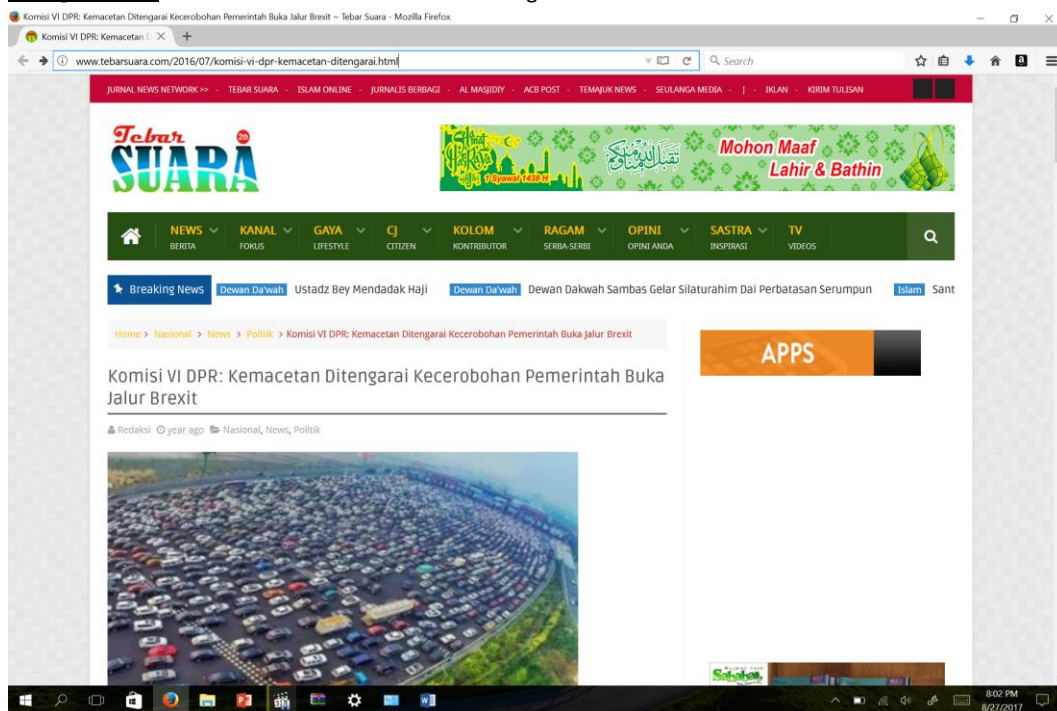 Komisi VI DPR: Kemacetan Ditengarai Kecerobohan Pemerintah Buka Jalur Brexit ~ Tebar Suara - Mozilla Firefox
Komisi VI DPR: Kemacetan
www.tebarsuara.com/2016/07/komisi-vi-dpr-kemacetan-ditengarai.html
Search
JURNAL NEWS NETWORK >> - TEBAR SUARA - ISLAM ONLINE - JURNALIS BERBAGI - AL MASJIDIY - ACB POST - TEMAJUK NEWS - SEULANGA MEDIA - | - IKLAN - KIRIM TULISAN
Tebar
SUARA
1 Syawal 1438 H
Mohon Maaf
Lahir & Bathin
NEWS KANAL GAYA CJ KOLOM RAGAM OPINI SASTRA TV
BERITA FOKUS LIFESTYLE CITIZEN KONTRIBUTOR SERBA-SERBI OPINI ANDA INSPIRASI VIDEOS
Breaking News Dewan Da'wah Ustadz Bey Mendadak Haji Dewan Da'wah Dewan Dakwah Sambas Gelar Silaturahim Dai Perbatasan Serumpun Islam Sant
Home > Nasional > News > Politik > Komisi VI DPR: Kemacetan Ditengarai Kecerobohan Pemerintah Buka Jalur Brexit
APPS
Komisi VI DPR: Kemacetan Ditengarai Kecerobohan Pemerintah Buka
Jalur Brexit
Redaksi year ago Nasional, News, Politik
Sahabat
8:02 PM
8/27/2017